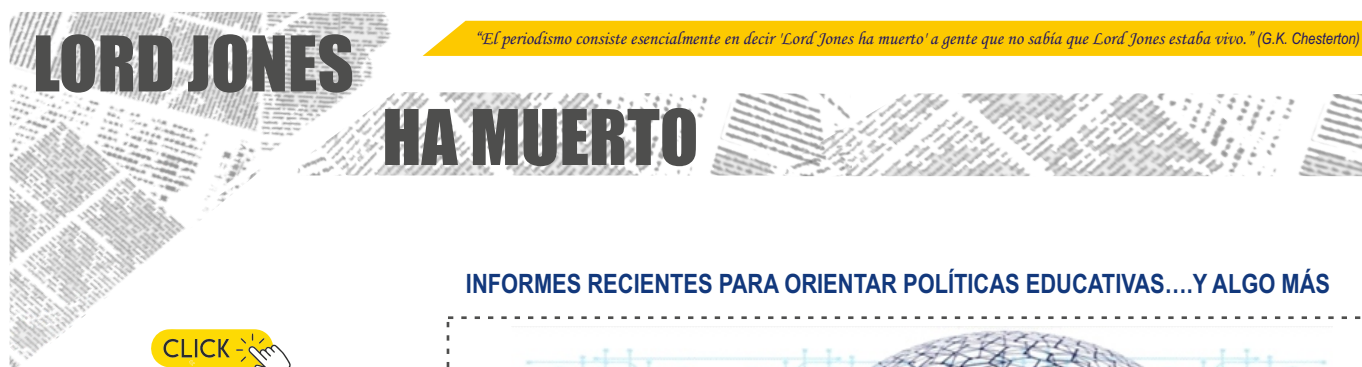 LORD JONES
“El periodismo consiste esencialmente en decir 'Lord Jones ha muerto' a gente que no sabía que Lord Jones estaba vivo.” (G.K. Chesterton)
HA MUERTO
INFORMES RECIENTES PARA ORIENTAR POLÍTICAS EDUCATIVAS....Y ALGO MÁS
CLICK